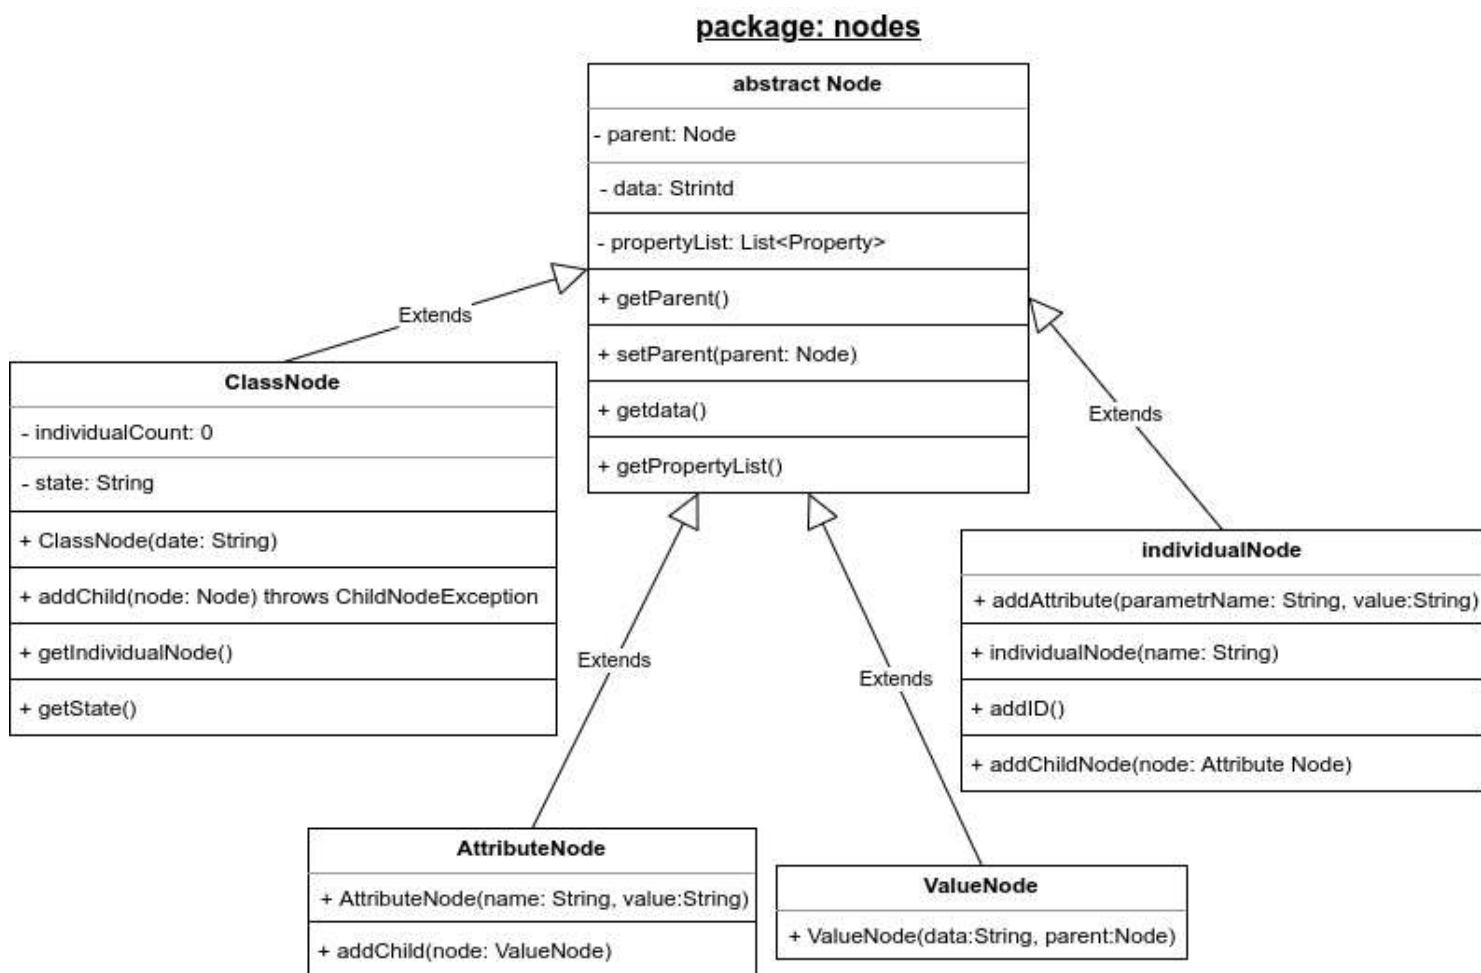 package: nodes
abstract Node
- parent: Node
- data: Strintd
- propertyList: List<Property>
+ getParent()
+ setParent(parent: Node)
+ getdata()
+ getPropertyList()
Extends
Extends
Extends
Extends
ClassNode
- individualCount: 0
- state: String
+ ClassNode(date: String)
+ addChild(node: Node) throws ChildNodeException
+ getIndividualNode()
+ getState()
individualNode
+ addAttribute(parametrName: String, value:String)
+ individualNode(name: String)
+ addID()
+ addChildNode(node: Attribute Node)
AttributeNode
+ AttributeNode(name: String, value:String)
+ addChild(node: ValueNode)
ValueNode
+ ValueNode(data:String, parent:Node)